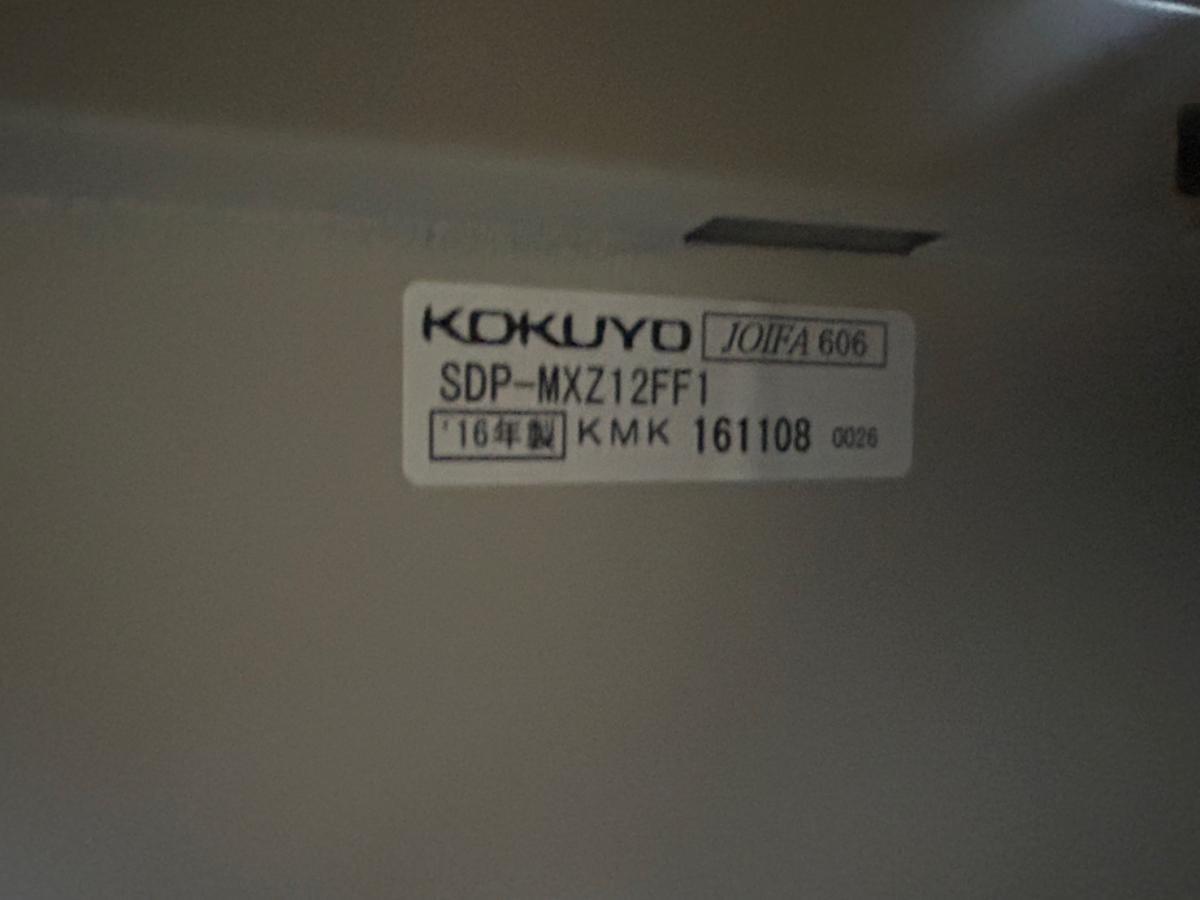 KOKUYO JOIFA 606
SDP-MXZ12FF1
'16年製 KMK 161108 0026